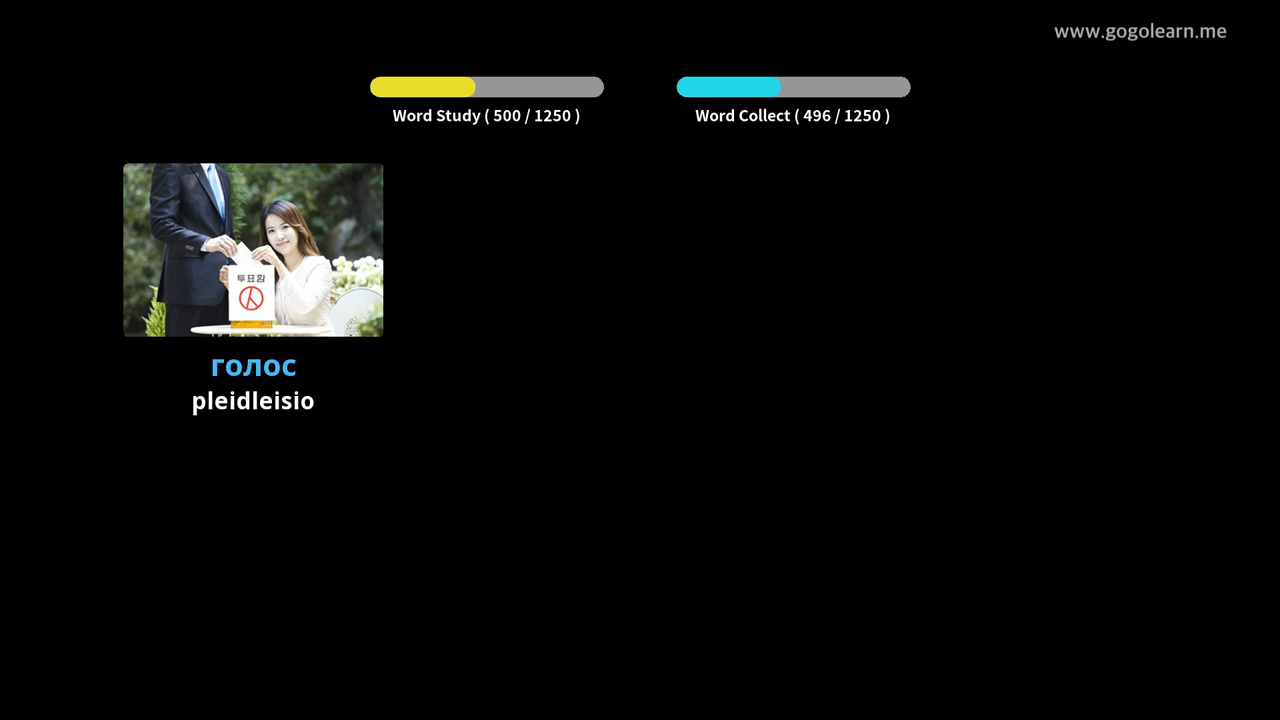 www.gogolearn.me
Word Study ( 500 / 1250 )
Word Collect ( 496 / 1250 )
투표함
голос
pleidleisio